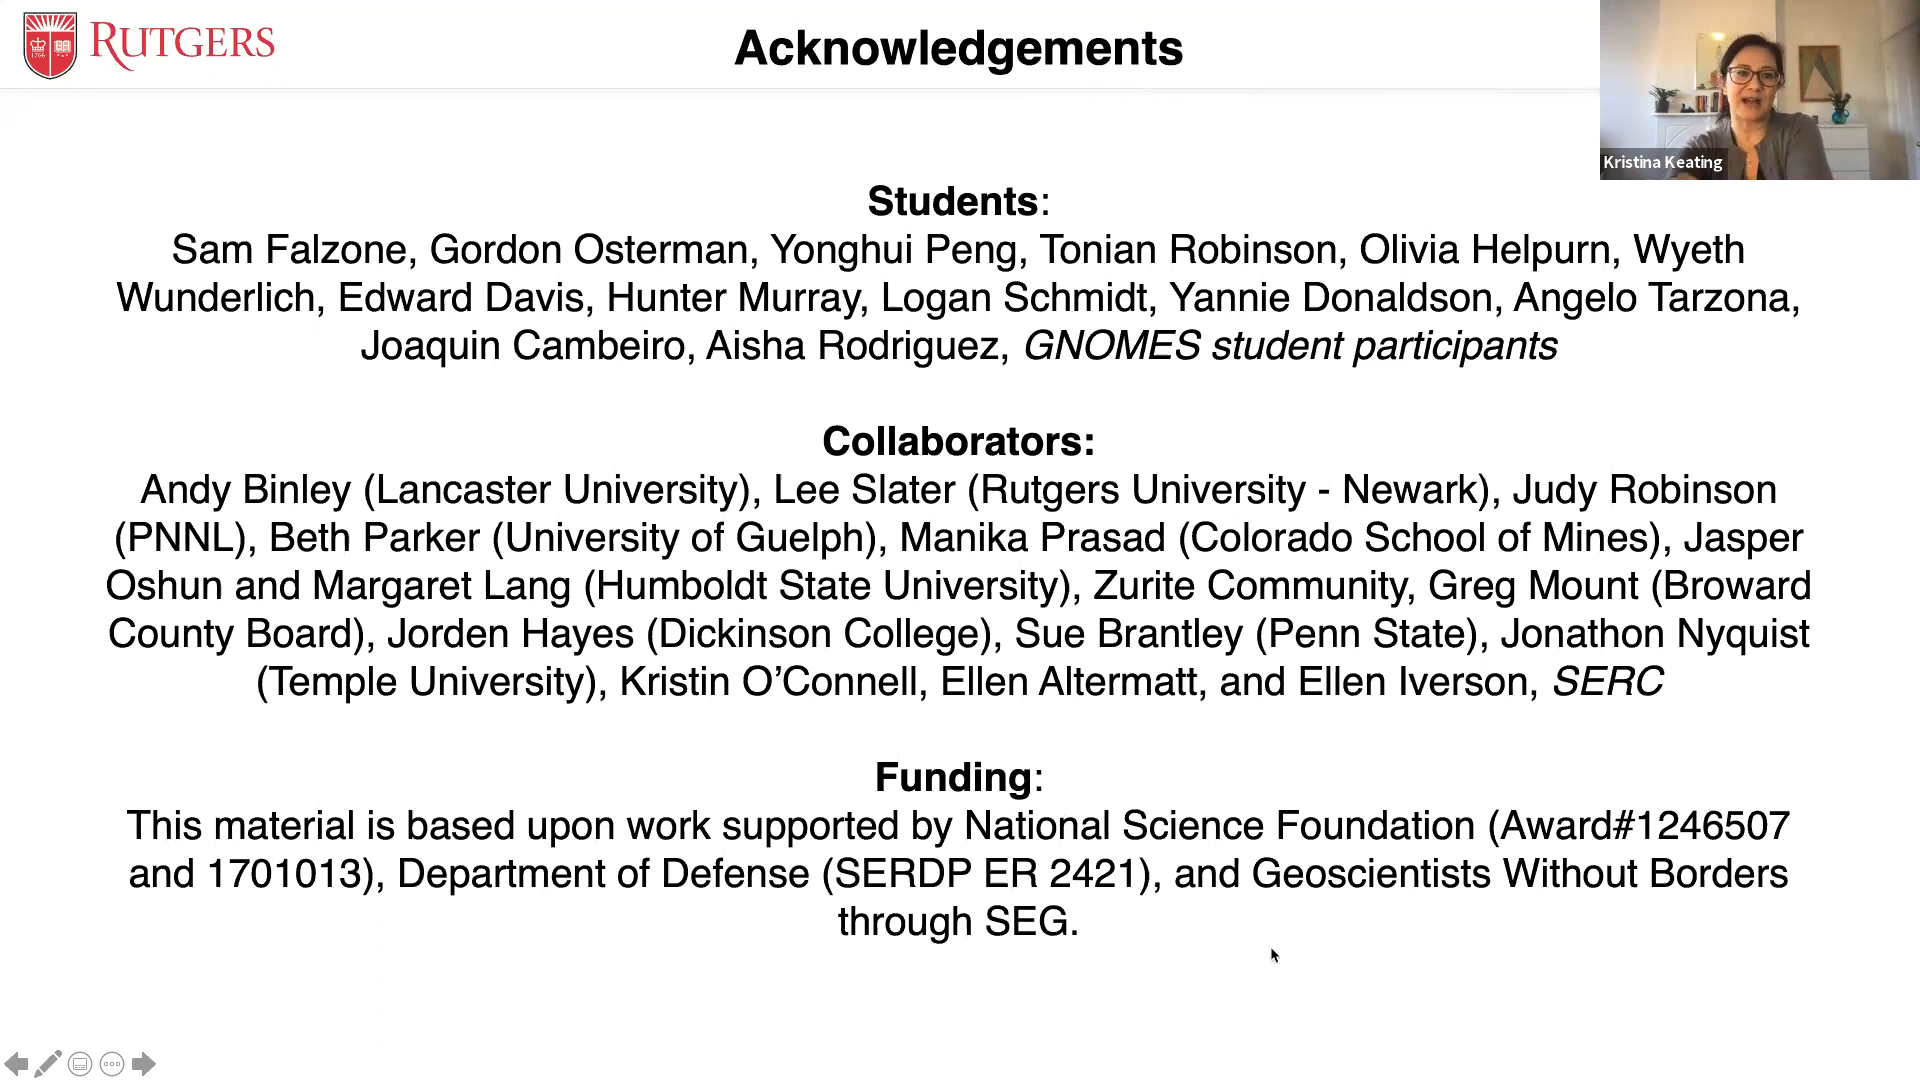 RUTGERS
Acknowledgements
Kristina Keating
Students:
Sam Falzone, Gordon Osterman, Yonghui Peng, Tonian Robinson, Olivia Helpurn, Wyeth
Wunderlich, Edward Davis, Hunter Murray, Logan Schmidt, Yannie Donaldson, Angelo Tarzona,
Joaquin Cambeiro, Aisha Rodriguez, GNOMES student participants
Collaborators:
Andy Binley (Lancaster University), Lee Slater (Rutgers University - Newark), Judy Robinson
(PNNL), Beth Parker (University of Guelph), Manika Prasad (Colorado School of Mines), Jasper
Oshun and Margaret Lang (Humboldt State University), Zurite Community, Greg Mount (Broward
County Board), Jorden Hayes (Dickinson College), Sue Brantley (Penn State), Jonathon Nyquist
(Temple University), Kristin O’Connell, Ellen Altermatt, and Ellen Iverson, SERC
Funding:
This material is based upon work supported by National Science Foundation (Award#1246507
and 1701013), Department of Defense (SERDP ER 2421), and Geoscientists Without Borders
through SEG.